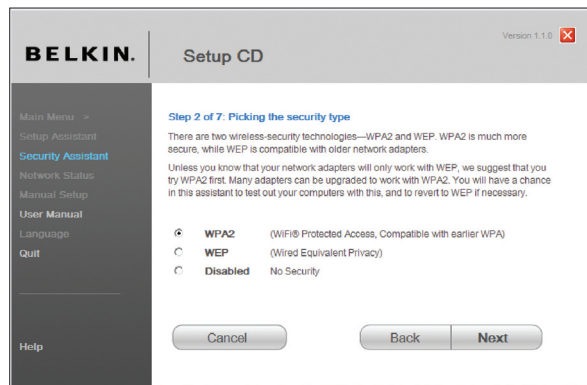 Version 1.1.0
BELKIN.
Setup CD
Main Menu >
Setup Assistant
Security Assistant
Network Status
Manual Setup
User Manual
Language
Quit
Help
Step 2 of 7: Picking the security type
There are two wireless-security technologies—WPA2 and WEP. WPA2 is much more
secure, while WEP is compatible with older network adapters.
Unless you know that your network adapters will only work with WEP, we suggest that you
try WPA2 first. Many adapters can be upgraded to work with WPA2. You will have a chance
in this assistant to test out your computers with this, and to revert to WEP if necessary.
WPA2 (WiFi® Protected Access, Compatible with earlier WPA)
WEP (Wired Equivalent Privacy)
Disabled No Security
Cancel Back Next